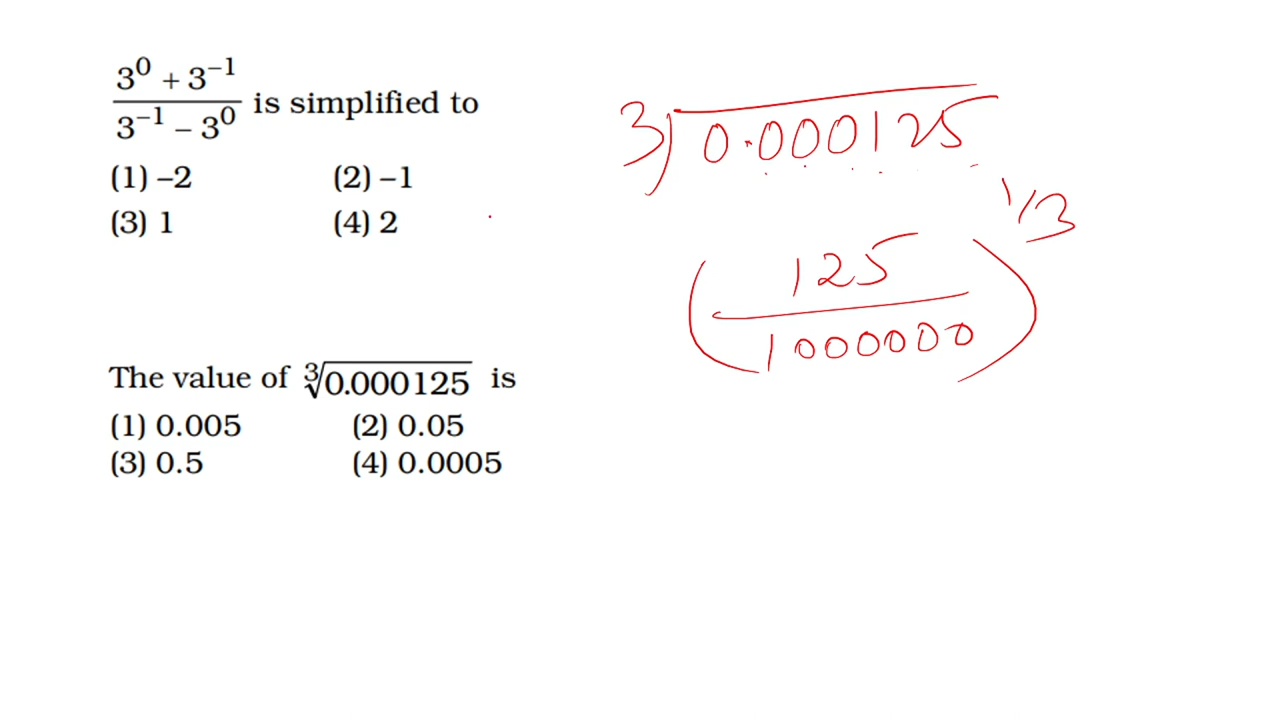 3⁰ + 3⁻¹
3⁻¹ – 3⁰
is simplified to
(1) –2 (2) –1
(3) 1 (4) 2
The value of ∛0.000125 is
(1) 0.005 (2) 0.05
(3) 0.5 (4) 0.0005
3√0.000125
(125/1000000)^1/3